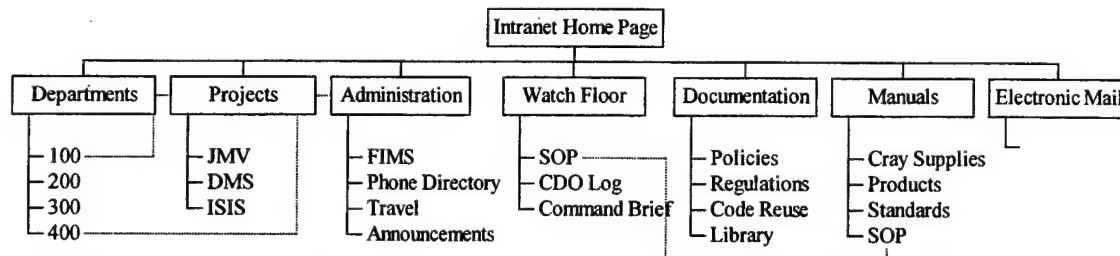 Intranet Home Page
Departments
Projects
Administration
Watch Floor
Documentation
Manuals
Electronic Mail
100
200
300
400
JMV
DMS
ISIS
FIMS
Phone Directory
Travel
Announcements
SOP
CDO Log
Command Brief
Policies
Regulations
Code Reuse
Library
Cray Supplies
Products
Standards
SOP